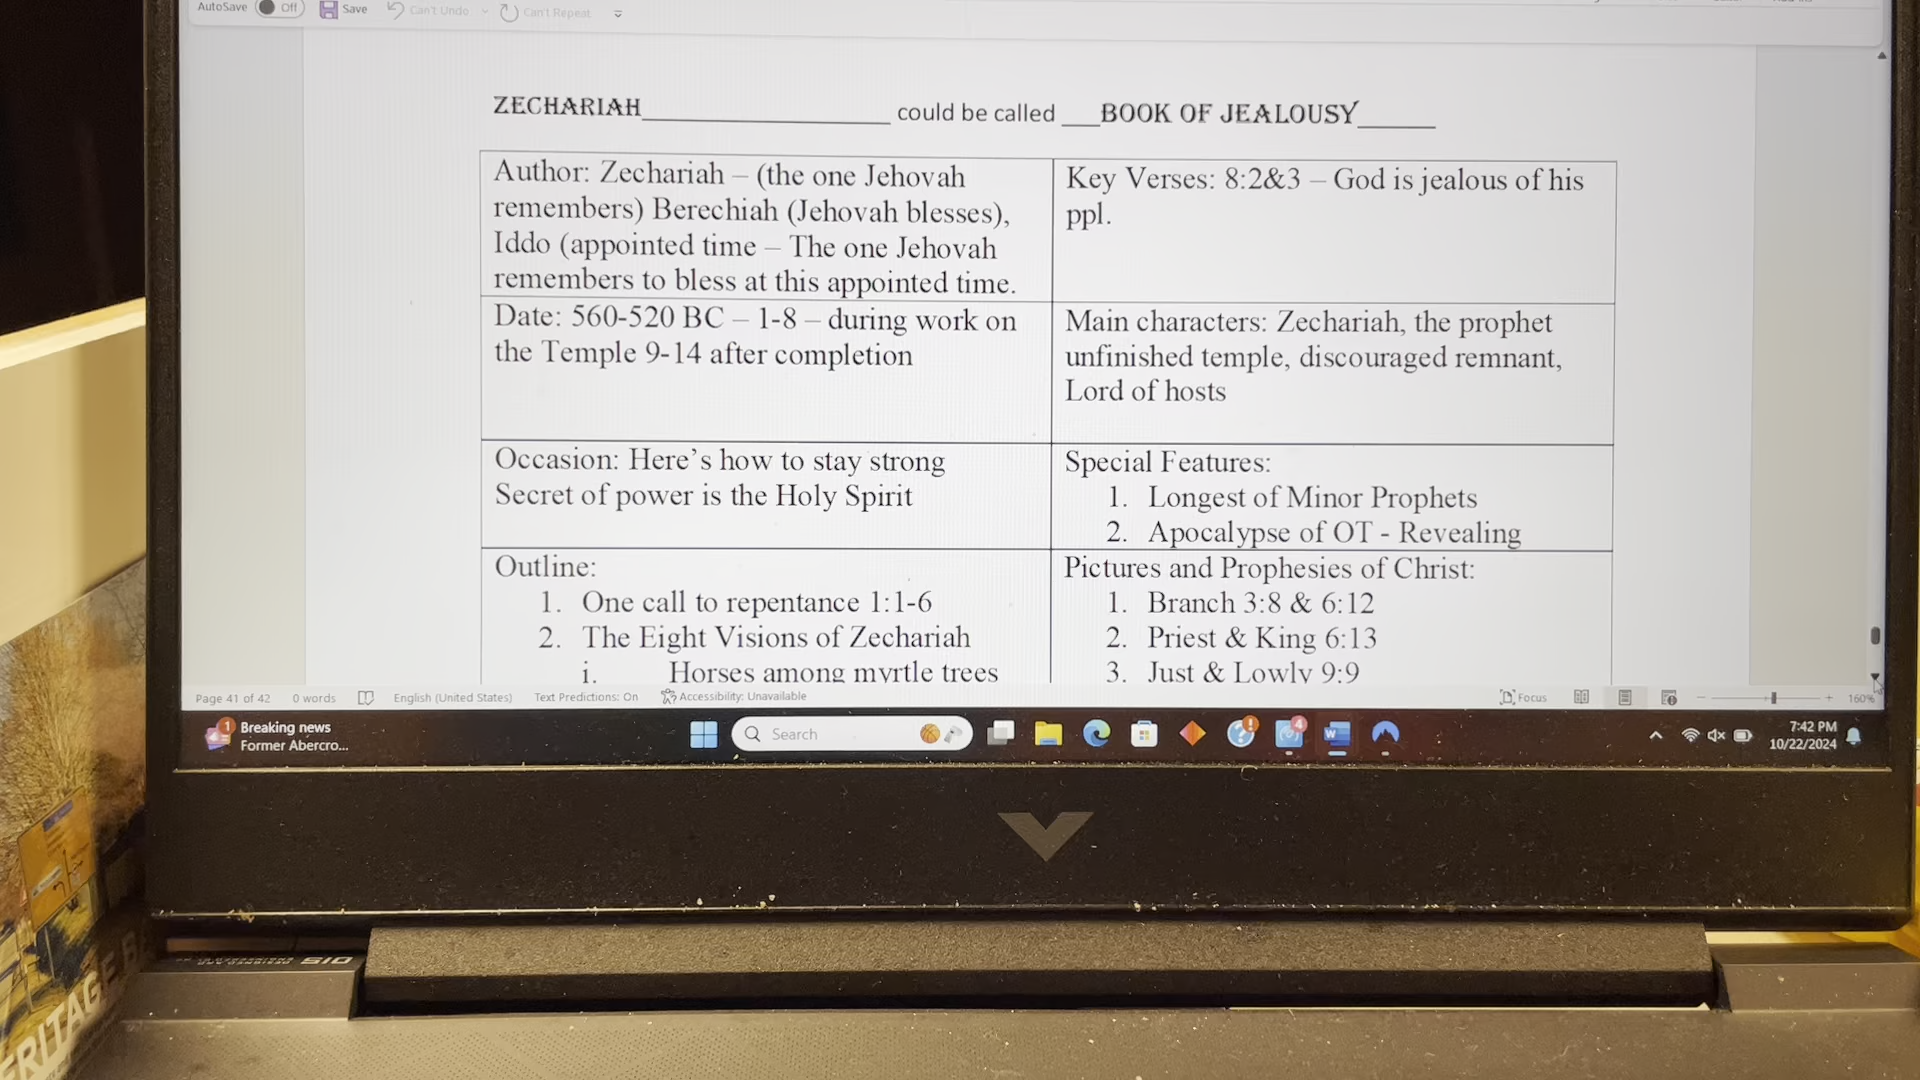 AutoSave Off Save Can't Undo Can't Repeat
ZECHARIAH__________________ could be called ___BOOK OF JEALOUSY______
Author: Zechariah – (the one Jehovah
remembers) Berechiah (Jehovah blesses),
Iddo (appointed time – The one Jehovah
remembers to bless at this appointed time.
Key Verses: 8:2&3 – God is jealous of his
ppl.
Date: 560-520 BC – 1-8 – during work on
the Temple 9-14 after completion
Main characters: Zechariah, the prophet
unfinished temple, discouraged remnant,
Lord of hosts
Occasion: Here's how to stay strong
Secret of power is the Holy Spirit
Special Features:
1. Longest of Minor Prophets
2. Apocalypse of OT - Revealing
Outline:
1. One call to repentance 1:1-6
2. The Eight Visions of Zechariah
i. Horses among myrtle trees
Pictures and Prophesies of Christ:
1. Branch 3:8 & 6:12
2. Priest & King 6:13
3. Just & Lowly 9:9
Page 41 of 42 0 words English (United States) Text Predictions: On Accessibility: Unavailable Focus 160%
1
Breaking news
Former Abercro...
Search
4
7:42 PM
10/22/2024